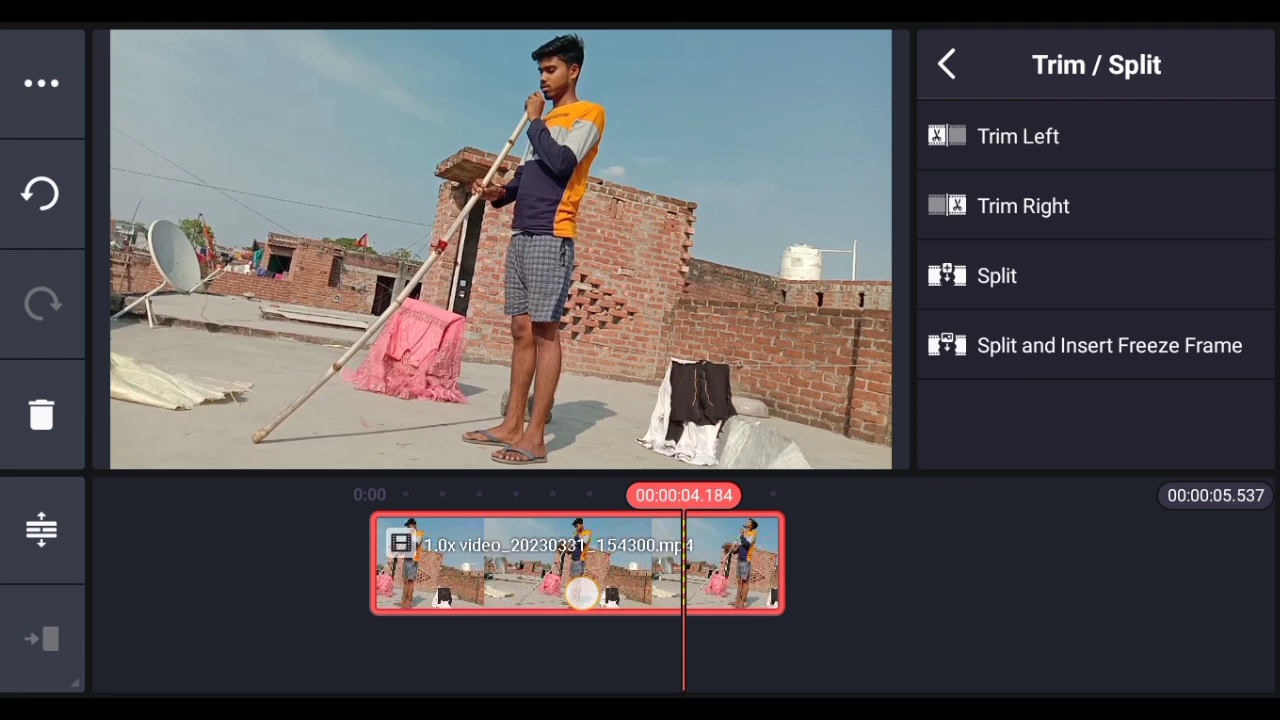 Trim / Split
Trim Left
Trim Right
Split
Split and Insert Freeze Frame
0:00
00:00:04.184
00:00:05.537
1.0x video_20230331_154300.mp4